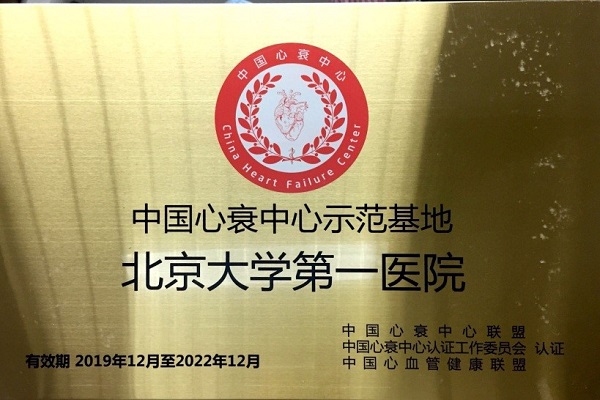 中国心衰中心
China Heart Failure Center
中国心衰中心示范基地
北京大学第一医院
中国心衰中心联盟
中国心衰中心认证工作委员会 认证
中国心血管健康联盟
有效期 2019年12月至2022年12月